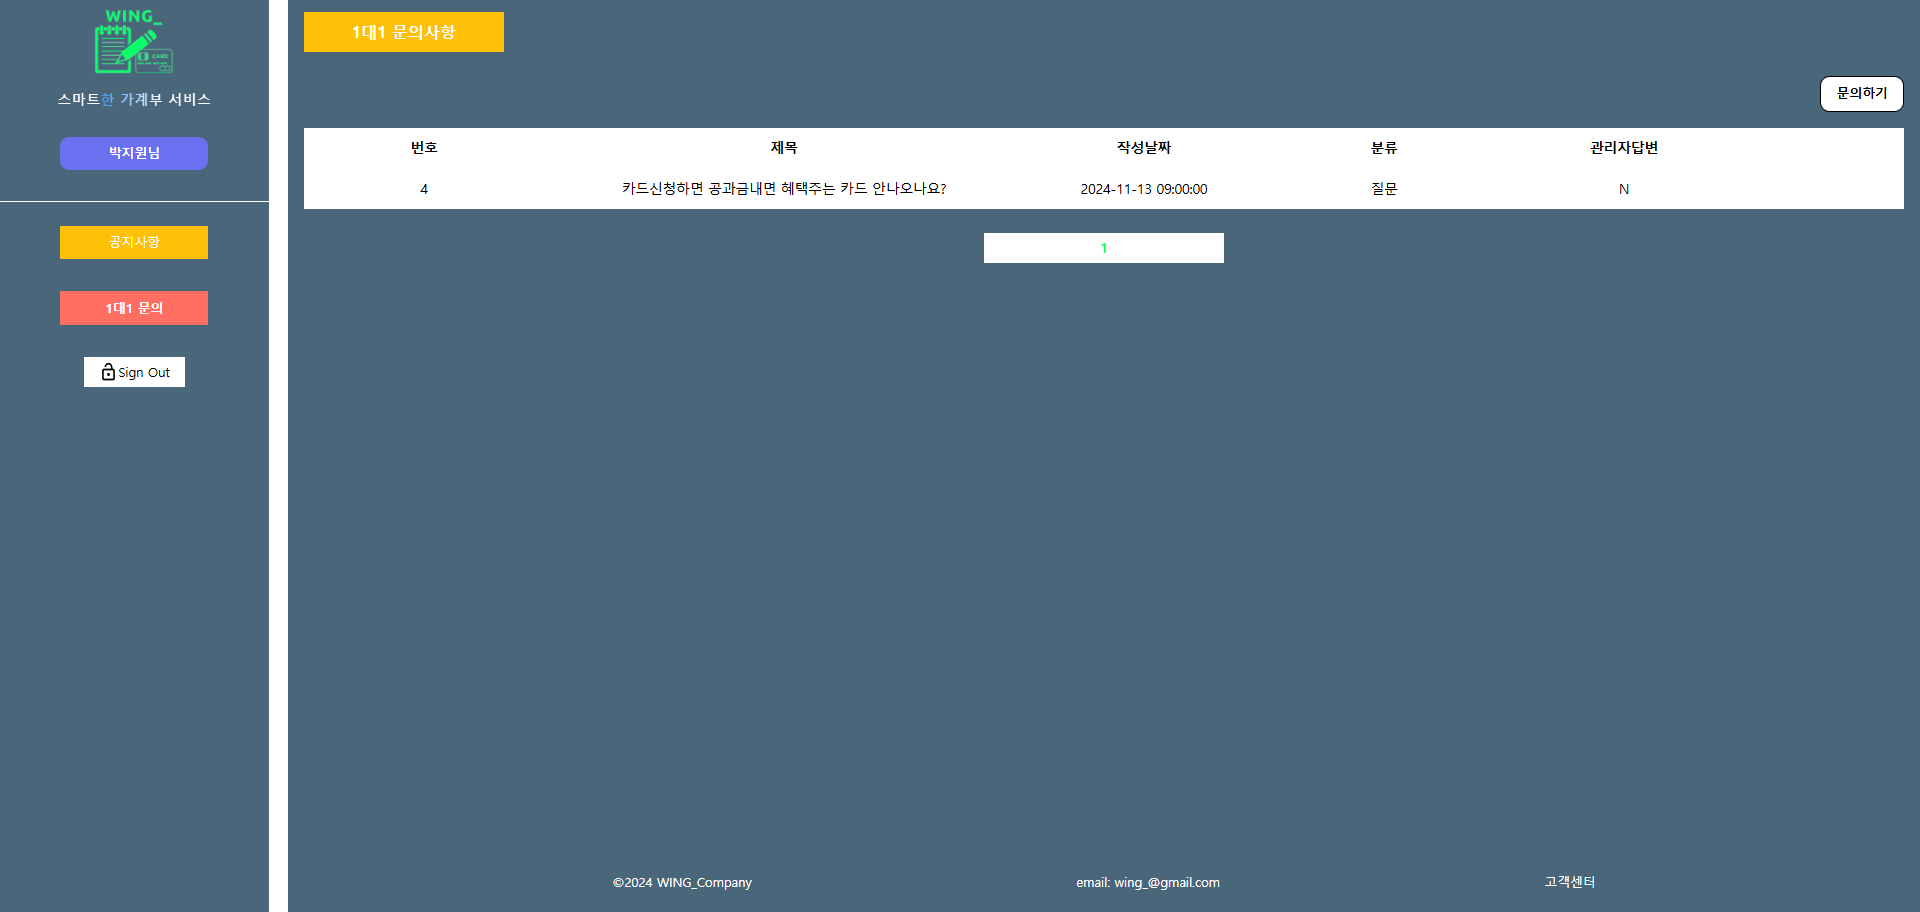 WING_
CARD
스마트한 가계부 서비스
박지원님
공지사항
1대1 문의
Sign Out
1대1 문의사항
문의하기
번호 제목 작성날짜 분류 관리자답변
4 카드신청하면 공과금내면 혜택주는 카드 안나오나요? 2024-11-13 09:00:00 질문 N
1
©2024 WING_Company email: wing_@gmail.com 고객센터